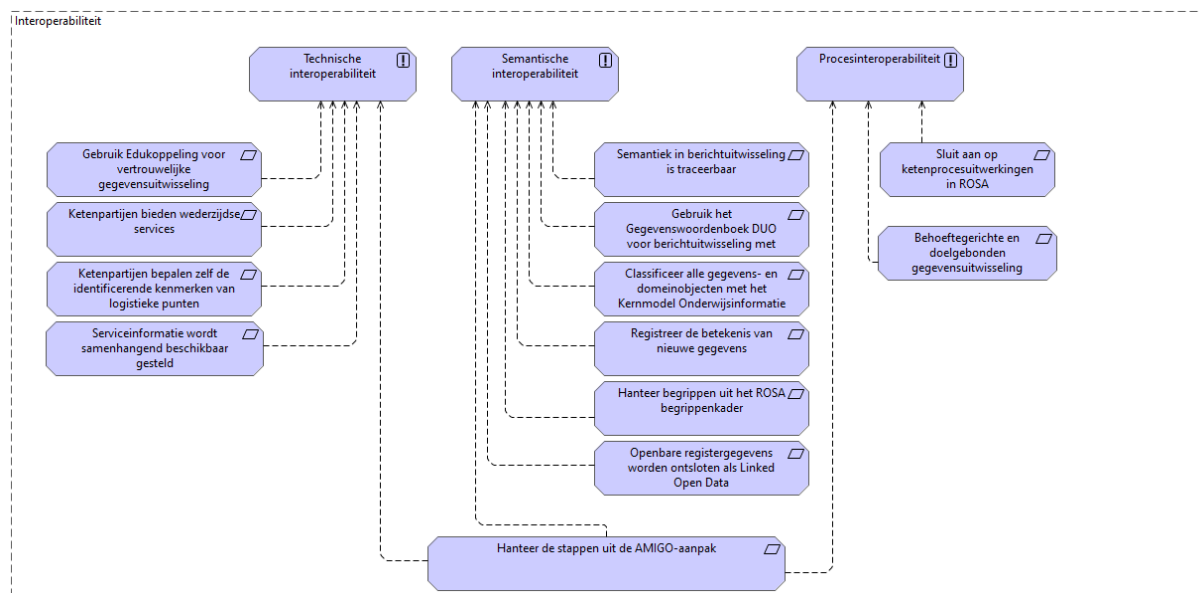 Interoperabiliteit
Technische
interoperabiliteit
Semantische
interoperabiliteit
Procesinteroperabiliteit
Gebruik Edukoppeling voor
vertrouwelijke
gegevensuitwisseling
Ketenpartijen bieden wederzijdse
services
Ketenpartijen bepalen zelf de
identificerende kenmerken van
logistieke punten
Serviceinformatie wordt
samenhangend beschikbaar
gesteld
Semantiek in berichtuitwisseling
is traceerbaar
Gebruik het
Gegevenswoordenboek DUO
voor berichtuitwisseling met
Classificeer alle gegevens- en
domeinobjecten met het
Kernmodel Onderwijsinformatie
Registreer de betekenis van
nieuwe gegevens
Hanteer begrippen uit het ROSA
begrippenkader
Openbare registergegevens
worden ontsloten als Linked
Open Data
Sluit aan op
ketenprocesuitwerkingen
in ROSA
Behoeftegerichte en
doelgebonden
gegevensuitwisseling
Hanteer de stappen uit de AMIGO-aanpak